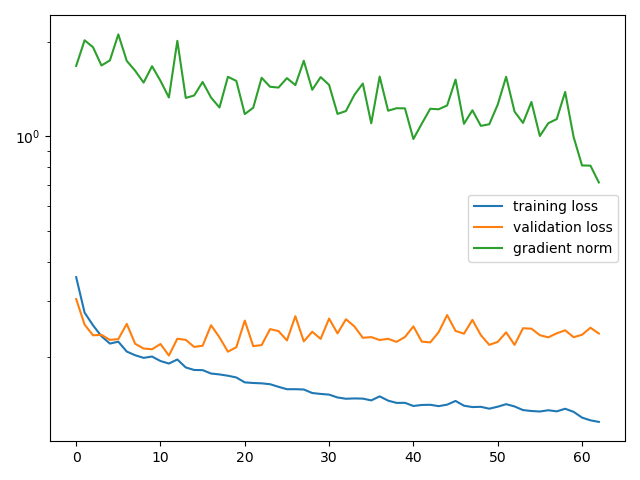 10⁰
training loss
validation loss
gradient norm
0 10 20 30 40 50 60